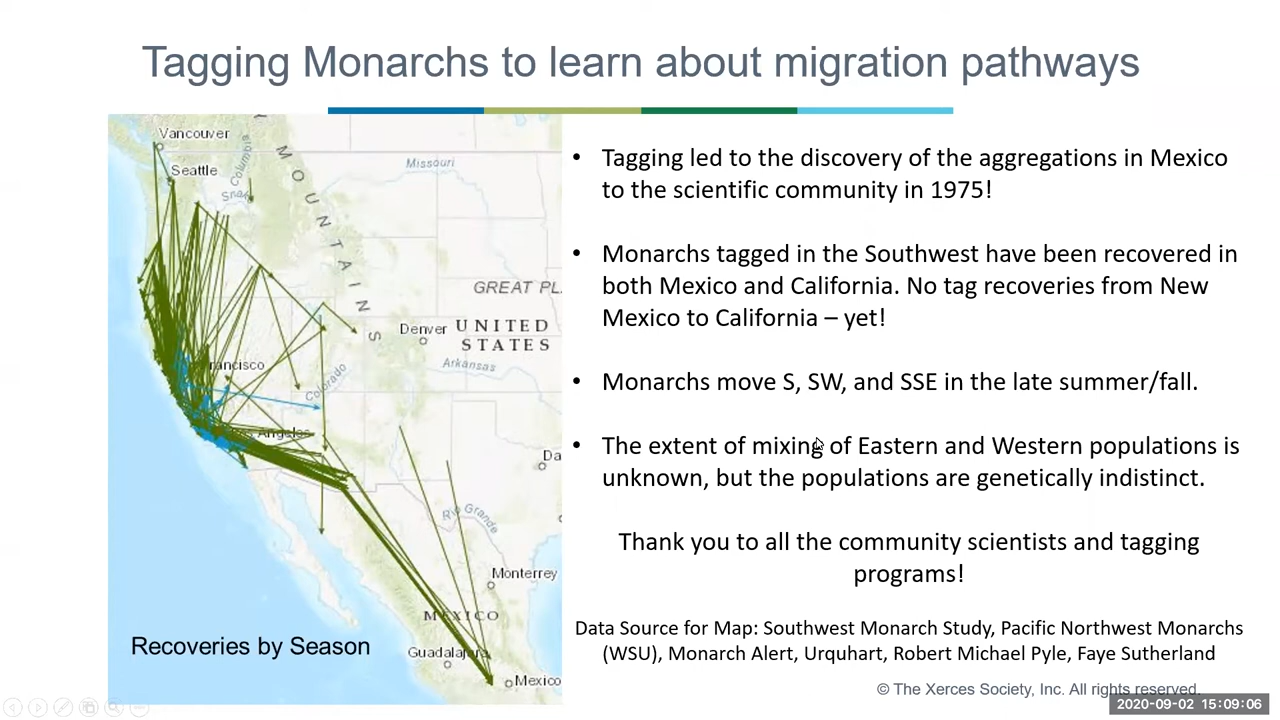 Tagging Monarchs to learn about migration pathways
Vancouver
Seattle
Columbia
Missouri
MOUNTAINS
GREAT PL
Denver
UNITED
STATES
Arkansas
Colorado
rancisco
Angeles
Da
Rio Grande
Monterrey
MEXICO
Mexico
Recoveries by Season
• Tagging led to the discovery of the aggregations in Mexico
to the scientific community in 1975!
• Monarchs tagged in the Southwest have been recovered in
both Mexico and California. No tag recoveries from New
Mexico to California – yet!
• Monarchs move S, SW, and SSE in the late summer/fall.
• The extent of mixing of Eastern and Western populations is
unknown, but the populations are genetically indistinct.
Thank you to all the community scientists and tagging
programs!
Data Source for Map: Southwest Monarch Study, Pacific Northwest Monarchs
(WSU), Monarch Alert, Urquhart, Robert Michael Pyle, Faye Sutherland
© The Xerces Society, Inc. All rights reserved.
2020-09-02 15:09:06